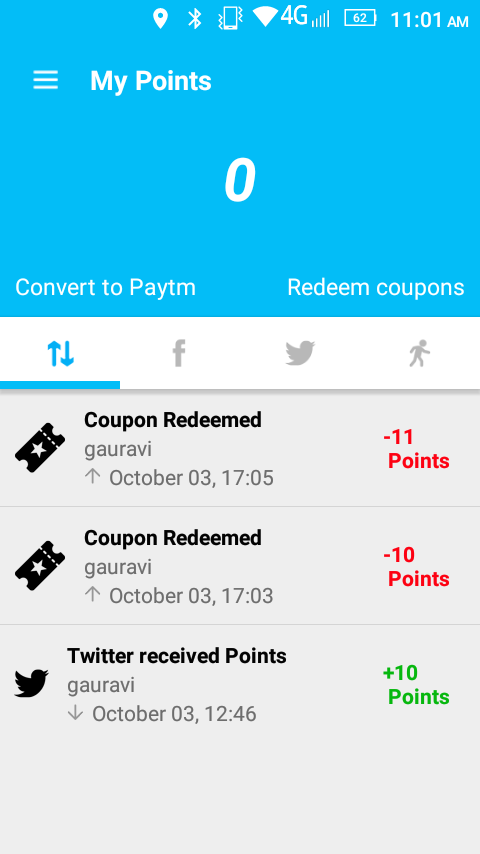 4G 62 11:01 AM
My Points
0
Convert to Paytm Redeem coupons
Coupon Redeemed
gauravi
October 03, 17:05
-11
Points
Coupon Redeemed
gauravi
October 03, 17:03
-10
Points
Twitter received Points
gauravi
October 03, 12:46
+10
Points